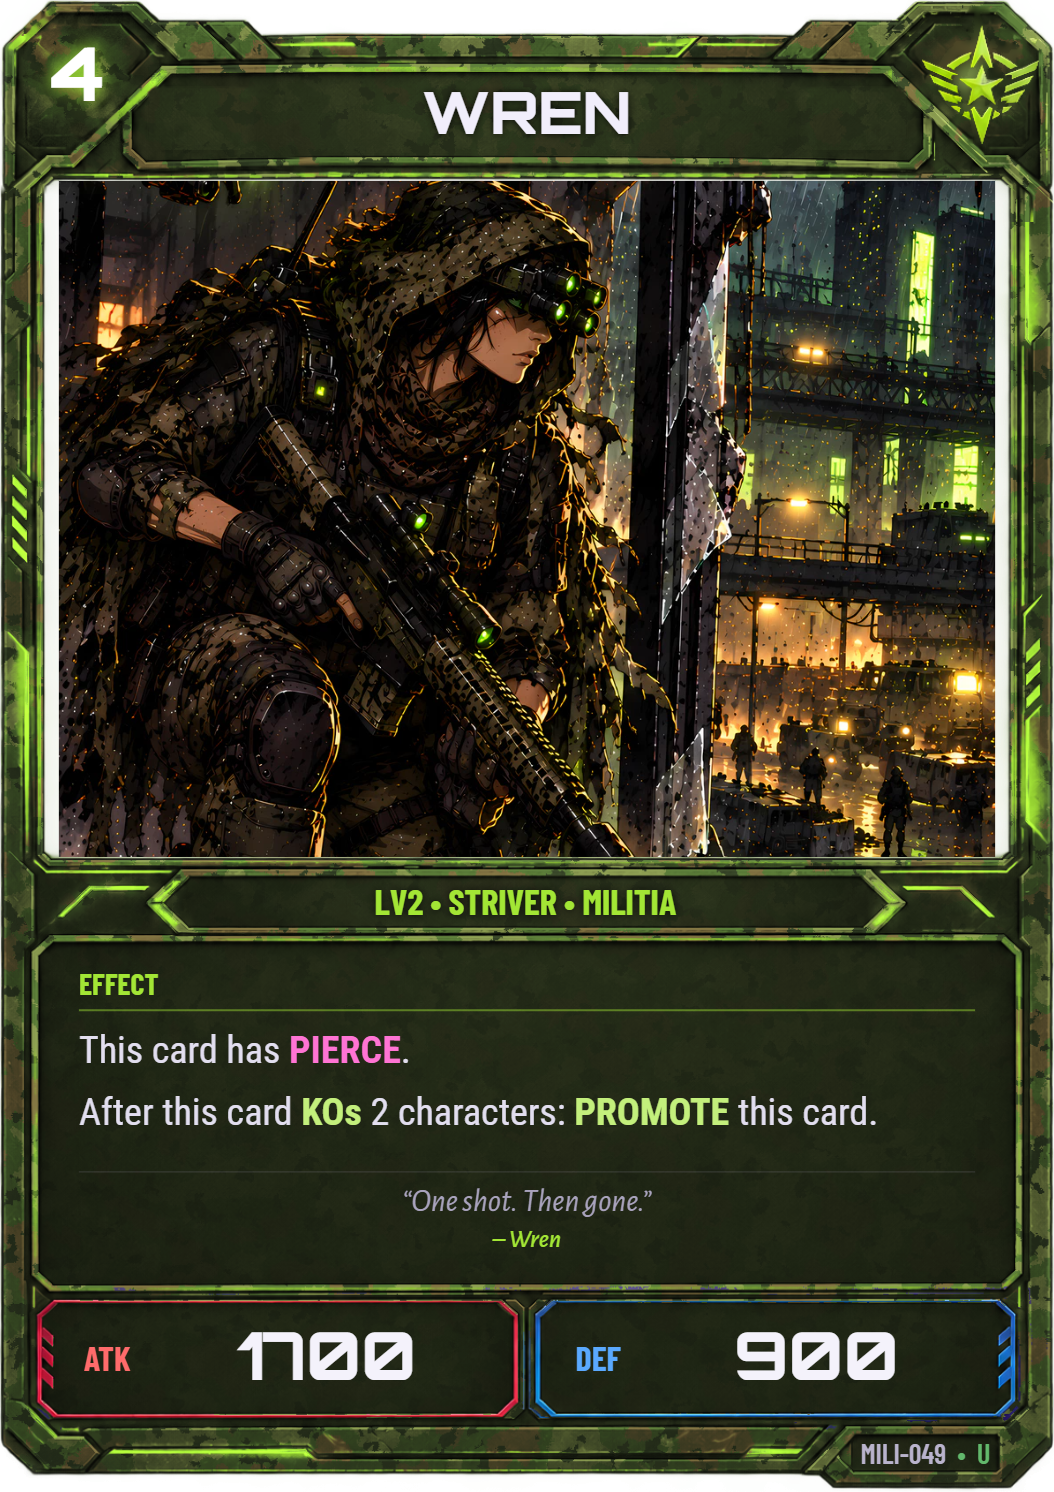 4
WREN
LV2 • STRIVER • MILITIA
EFFECT
This card has PIERCE.
After this card KOs 2 characters: PROMOTE this card.
“One shot. Then gone.”
– Wren
ATK 1700 DEF 900
MILI-049 • U